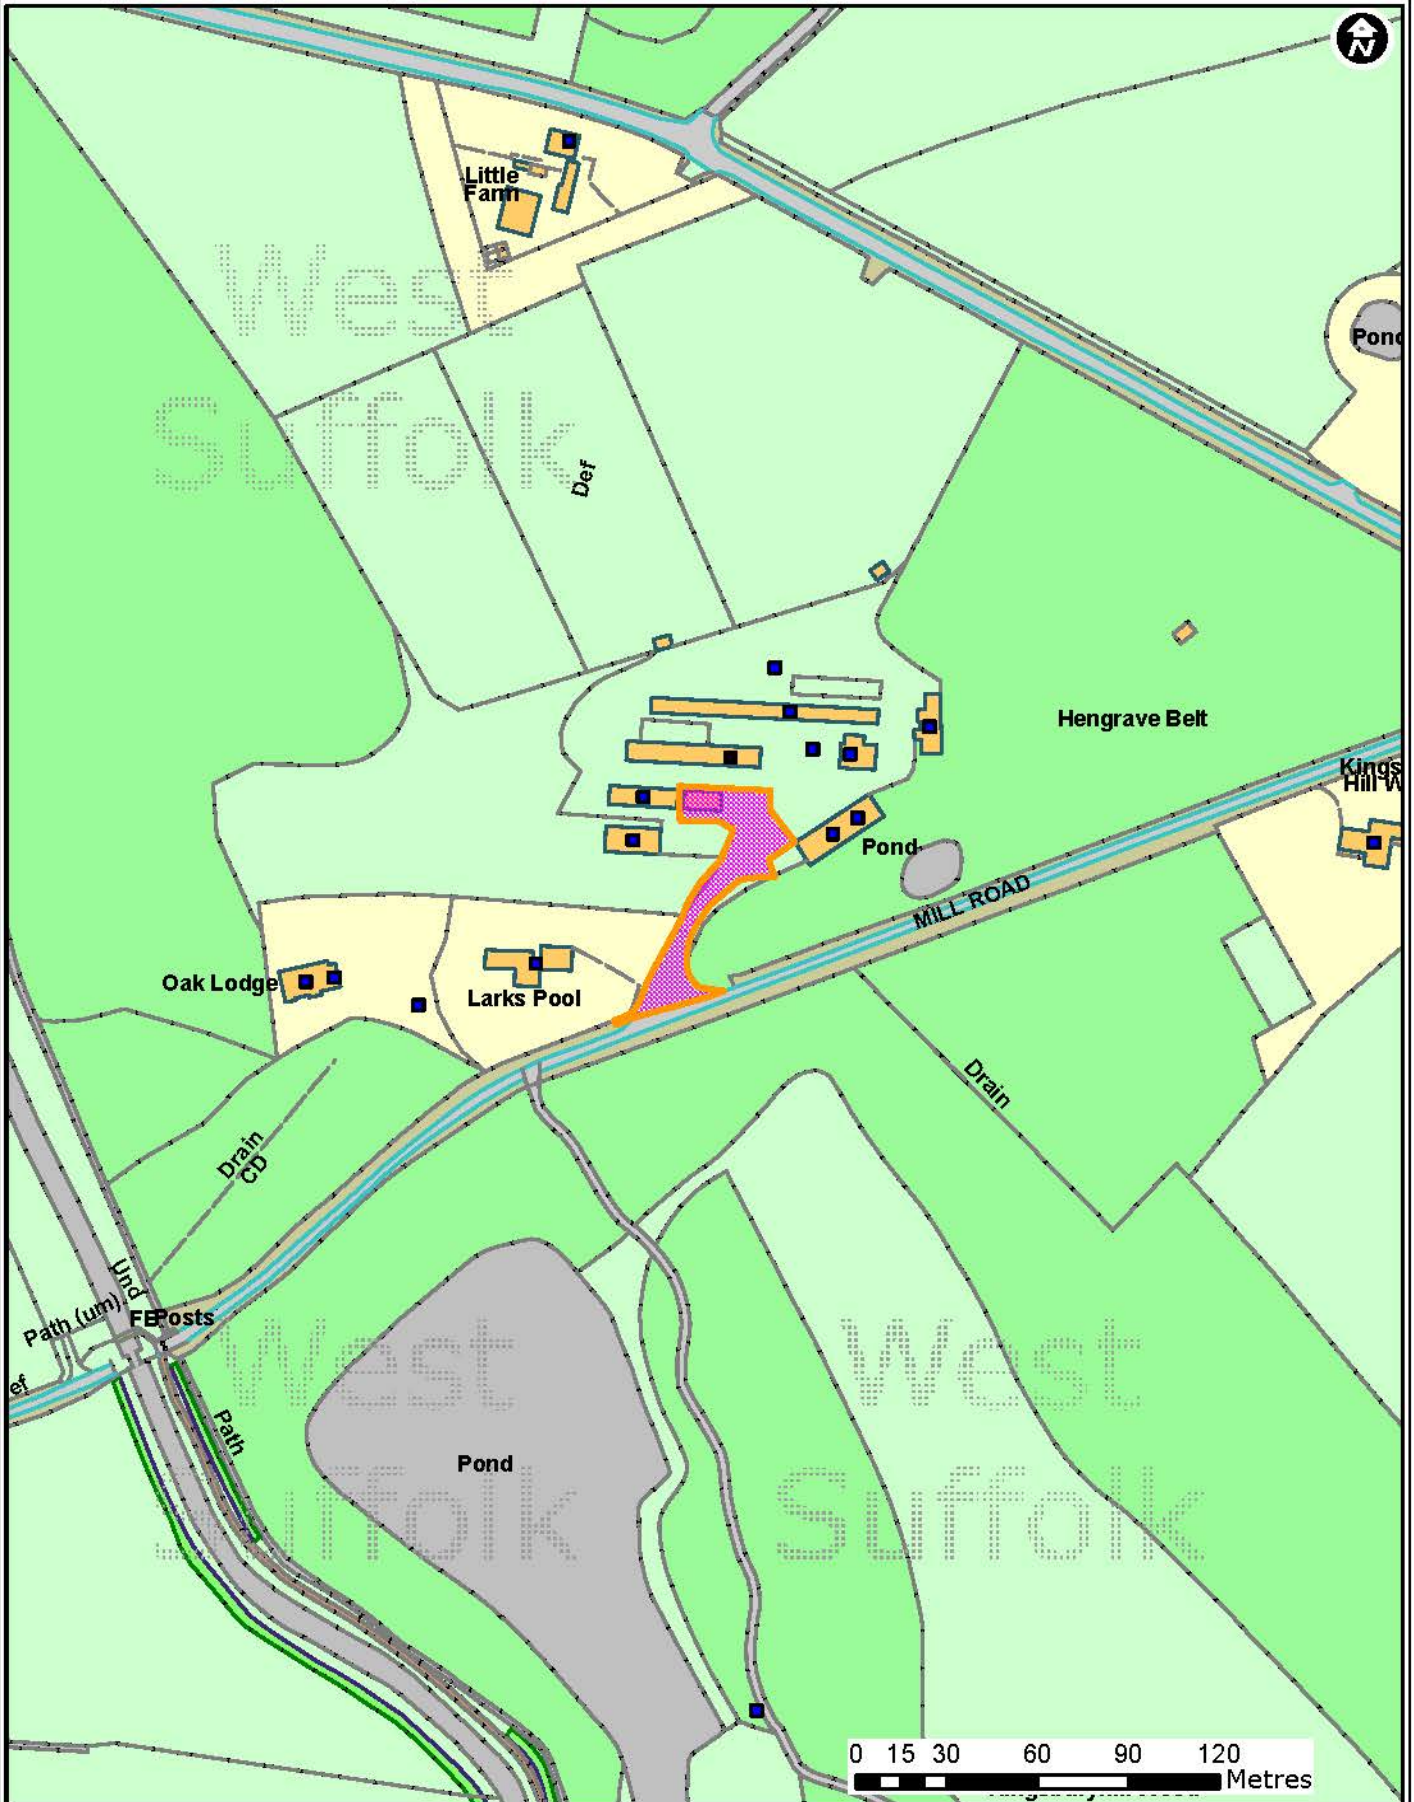 N
Little
Farm
West
Suffolk
Pond
Def
Hengrave Belt
Kings
Hill W
Pond
MILL ROAD
Oak Lodge
Larks Pool
Drain
Drain
CD
Und
Path (um)
FB
Posts
ef
Path
West
Suffolk
West
Suffolk
Pond
0 15 30 60 90 120
Metres